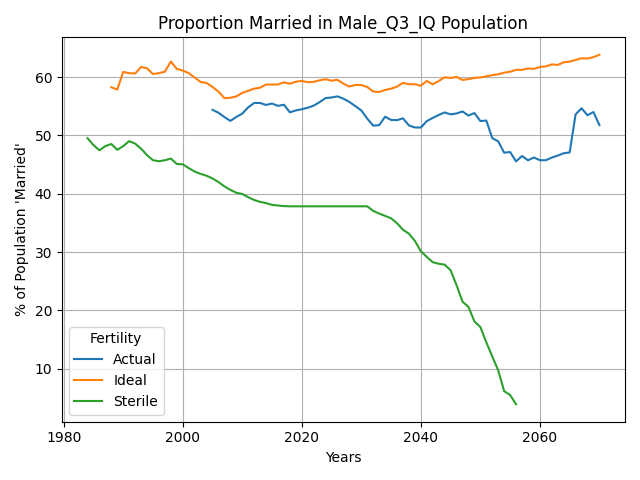 Proportion Married in Male_Q3_IQ Population
% of Population 'Married'
60
50
40
30
20
10
Fertility
Actual
Ideal
Sterile
1980
2000
2020
2040
2060
Years